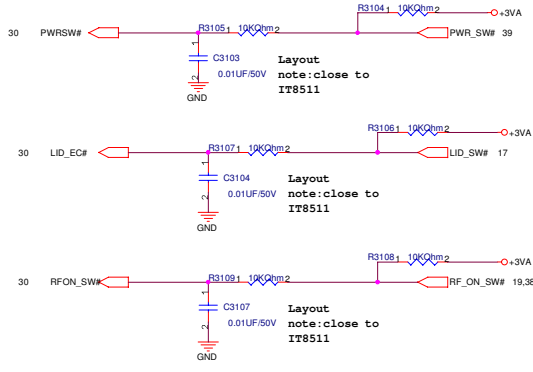 R3104 1 10KOhm 2 +3VA
30 PWRSW# R3105 1 10KOhm 2 PWR_SW# 39
1
C3103
0.01UF/50V
2
GND
Layout
note:close to
IT8511
R3106 1 10KOhm 2 +3VA
30 LID_EC# R3107 1 10KOhm 2 LID_SW# 17
1
C3104
0.01UF/50V
2
GND
Layout
note:close to
IT8511
R3108 1 10KOhm 2 +3VA
30 RFON_SW# R3109 1 10KOhm 2 RF_ON_SW# 19,38
1
C3107
0.01UF/50V
2
GND
Layout
note:close to
IT8511